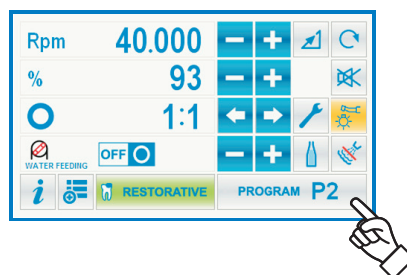 Rpm 40.000
% 93
1:1
WATER FEEDING OFF
i RESTORATIVE PROGRAM P2